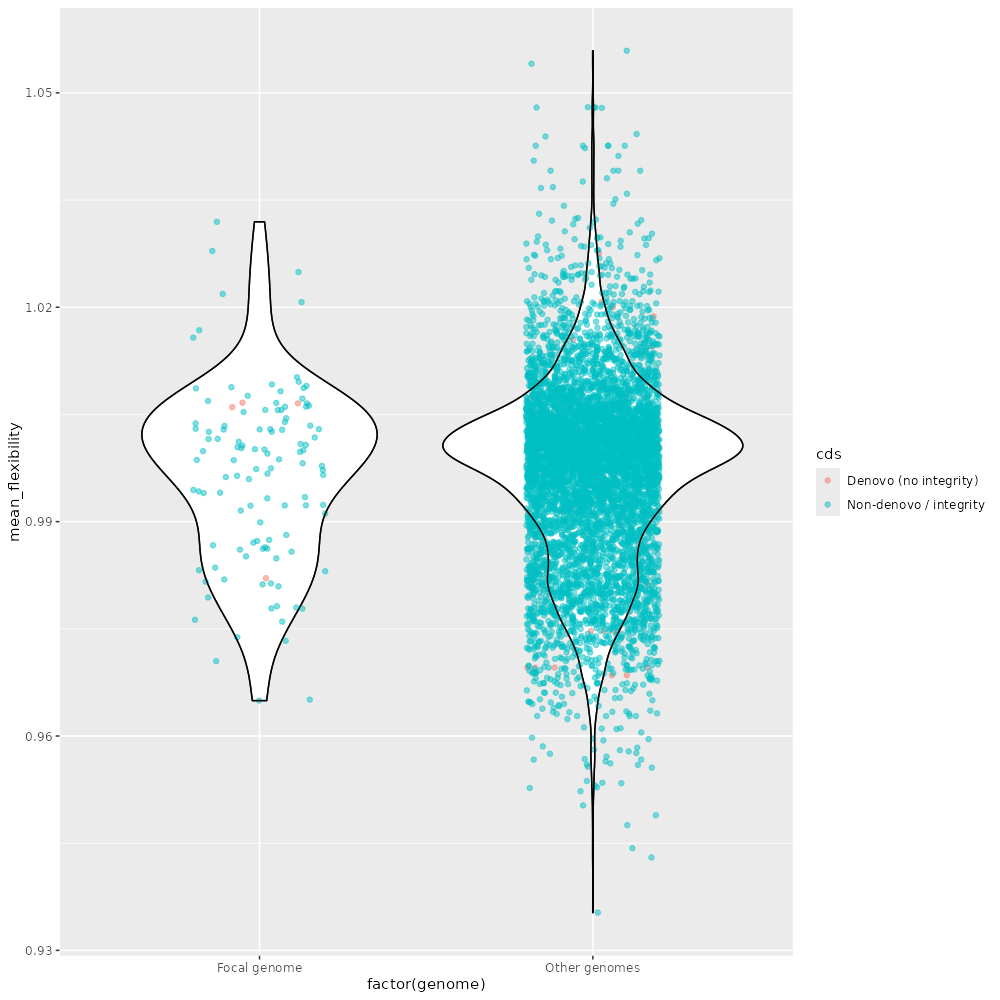 mean_flexibility
1.05
1.02
0.99
0.96
0.93
Focal genome
Other genomes
factor(genome)
cds
Denovo (no integrity)
Non-denovo / integrity